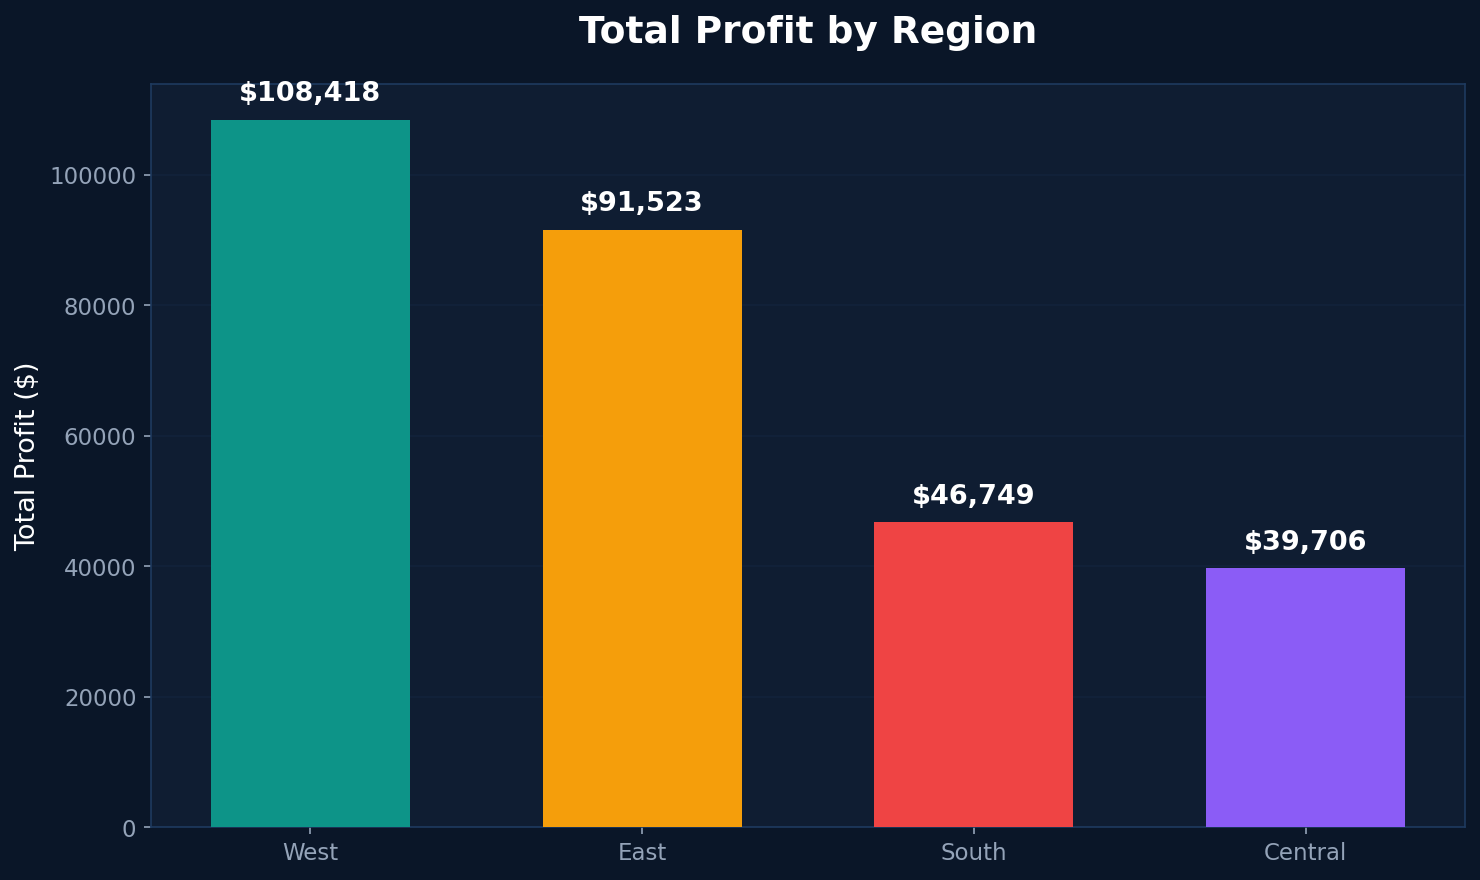 Total Profit by Region
$108,418
$91,523
$46,749
$39,706
100000
80000
60000
40000
20000
0
Total Profit ($)
West
East
South
Central